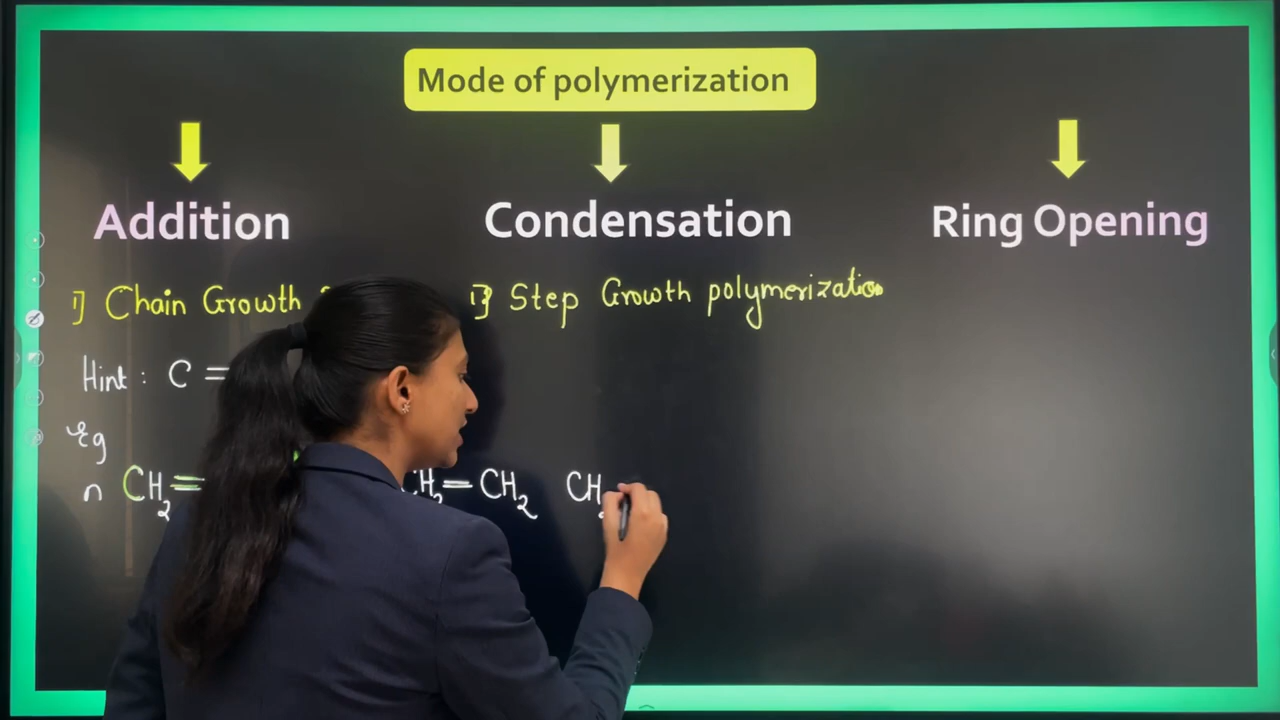 Mode of polymerization
Addition
Condensation
Ring Opening
1] Chain Growth
1] Step Growth polymerization
Hint : C =
eg
n CH2= CH2=CH2 CH2